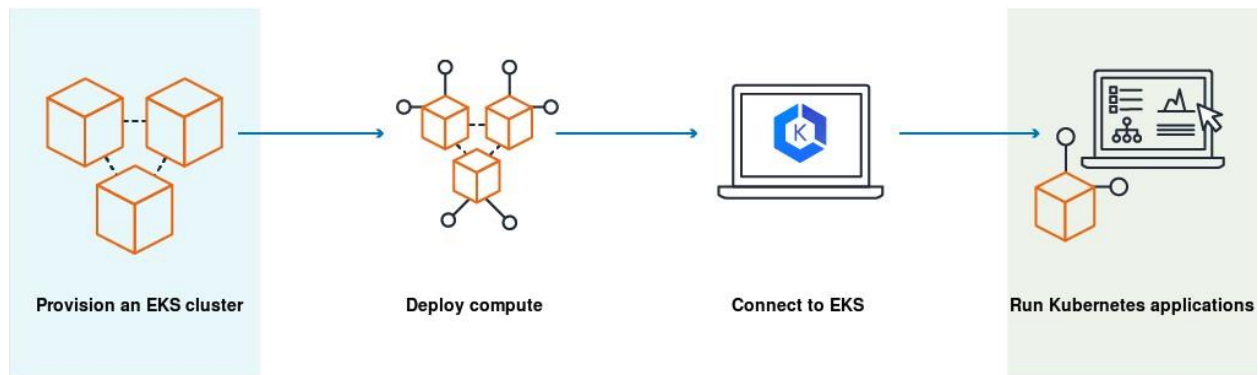 K
Provision an EKS cluster
Deploy compute
Connect to EKS
Run Kubernetes applications